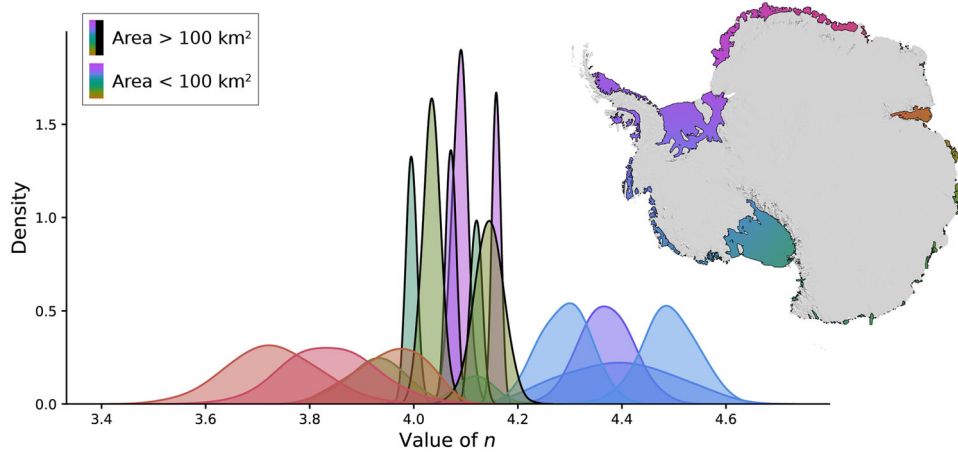 Area > 100 km²
Area < 100 km²
Density
1.5
1.0
0.5
0.0
3.4 3.6 3.8 4.0 4.2 4.4 4.6
Value of n